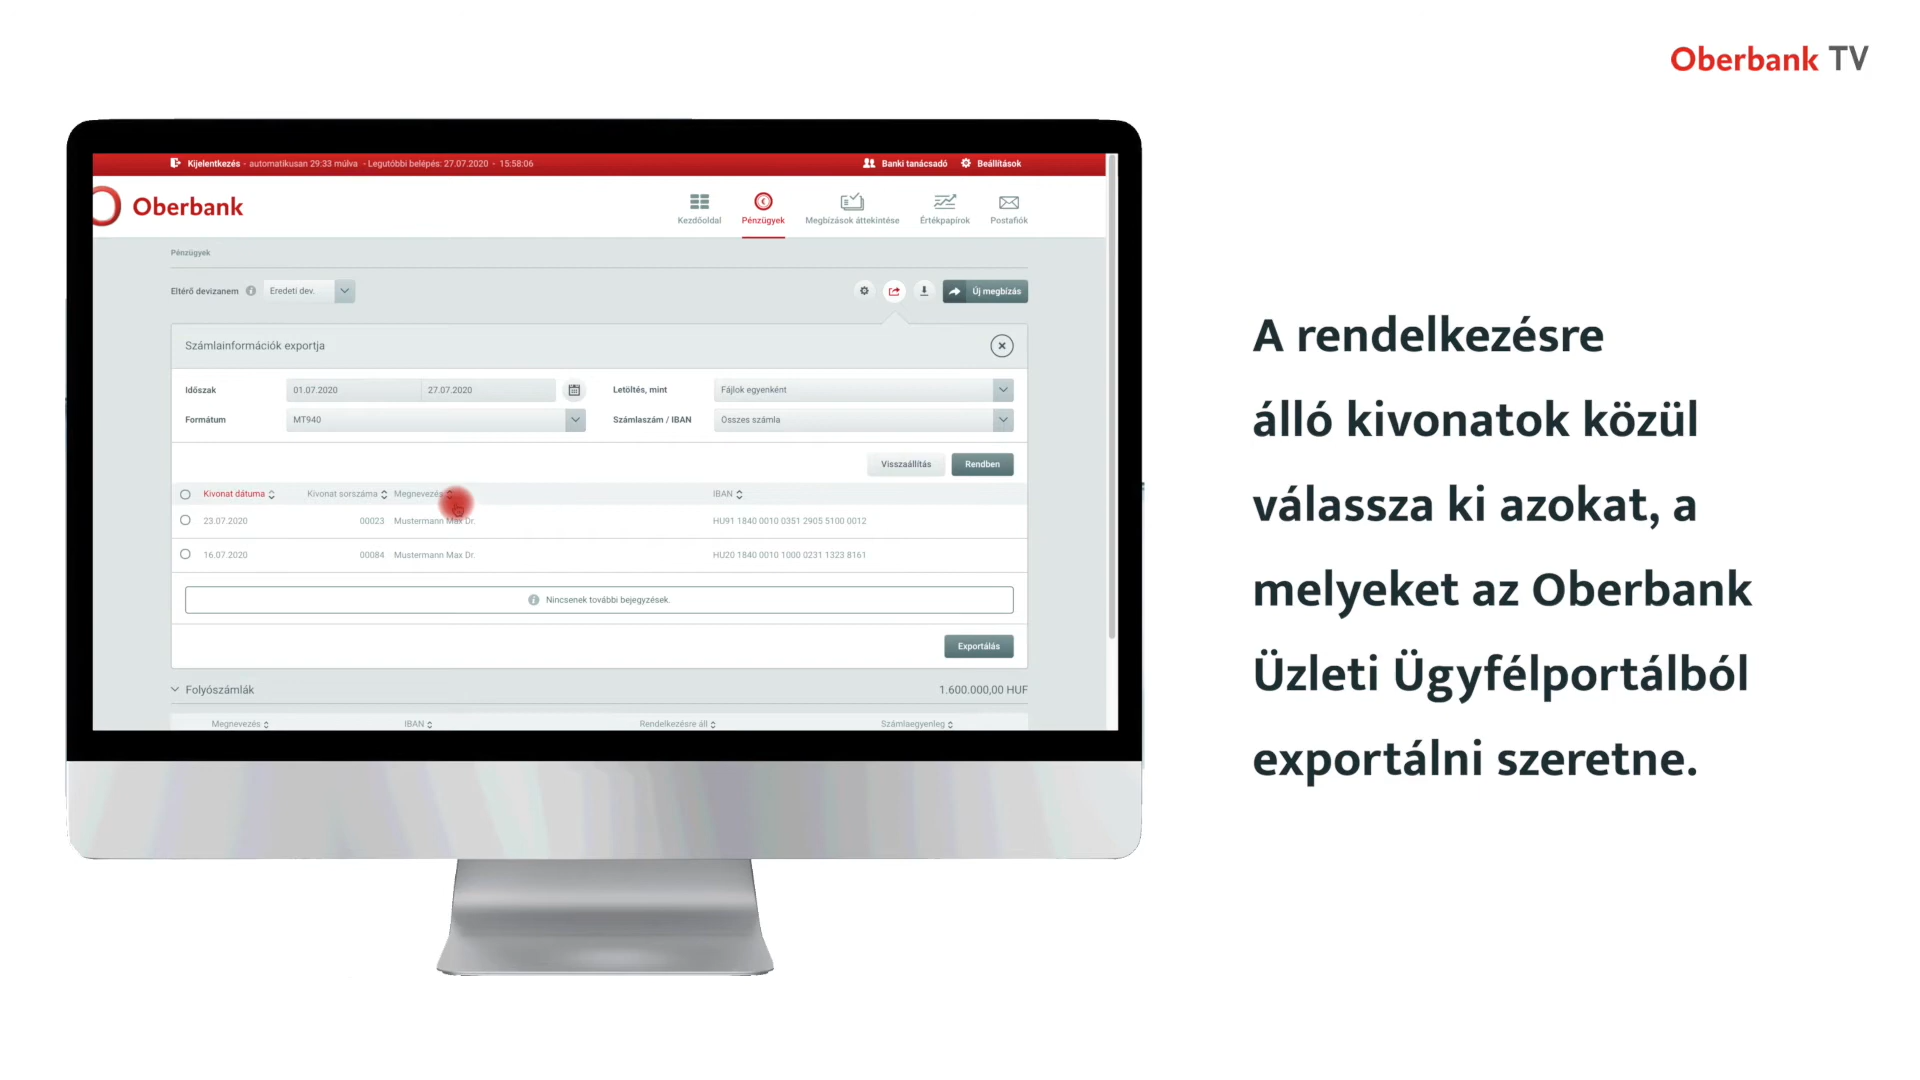 Oberbank TV
Kijelentkezés - automatikusan 29:33 múlva - Legutóbbi belépés: 27.07.2020 - 15:58:06
Banki tanácsadó Beállítások
Oberbank
Kezdőoldal Pénzügyek Megbízások áttekintése Értékpapírok Postafiók
Pénzügyek
Eltérő devizanem Eredeti dev. Új megbízás
Számlainformációk exportja
Időszak 01.07.2020 27.07.2020 Letöltés, mint Fájlok egyenként
Formátum MT940 Számlaszám / IBAN Összes számla
Visszaállítás Rendben
Kivonat dátuma Kivonat sorszáma Megnevezés IBAN
23.07.2020 00023 Mustermann Max Dr. HU91 1840 0010 0351 2905 5100 0012
16.07.2020 00084 Mustermann Max Dr. HU20 1840 0010 1000 0231 1323 8161
Nincsenek további bejegyzések.
Exportálás
Folyószámlák 1.600.000,00 HUF
Megnevezés IBAN Rendelkezésre áll Számlaegyenleg
A rendelkezésre
álló kivonatok közül
válassza ki azokat, a
melyeket az Oberbank
Üzleti Ügyfélportálból
exportálni szeretne.